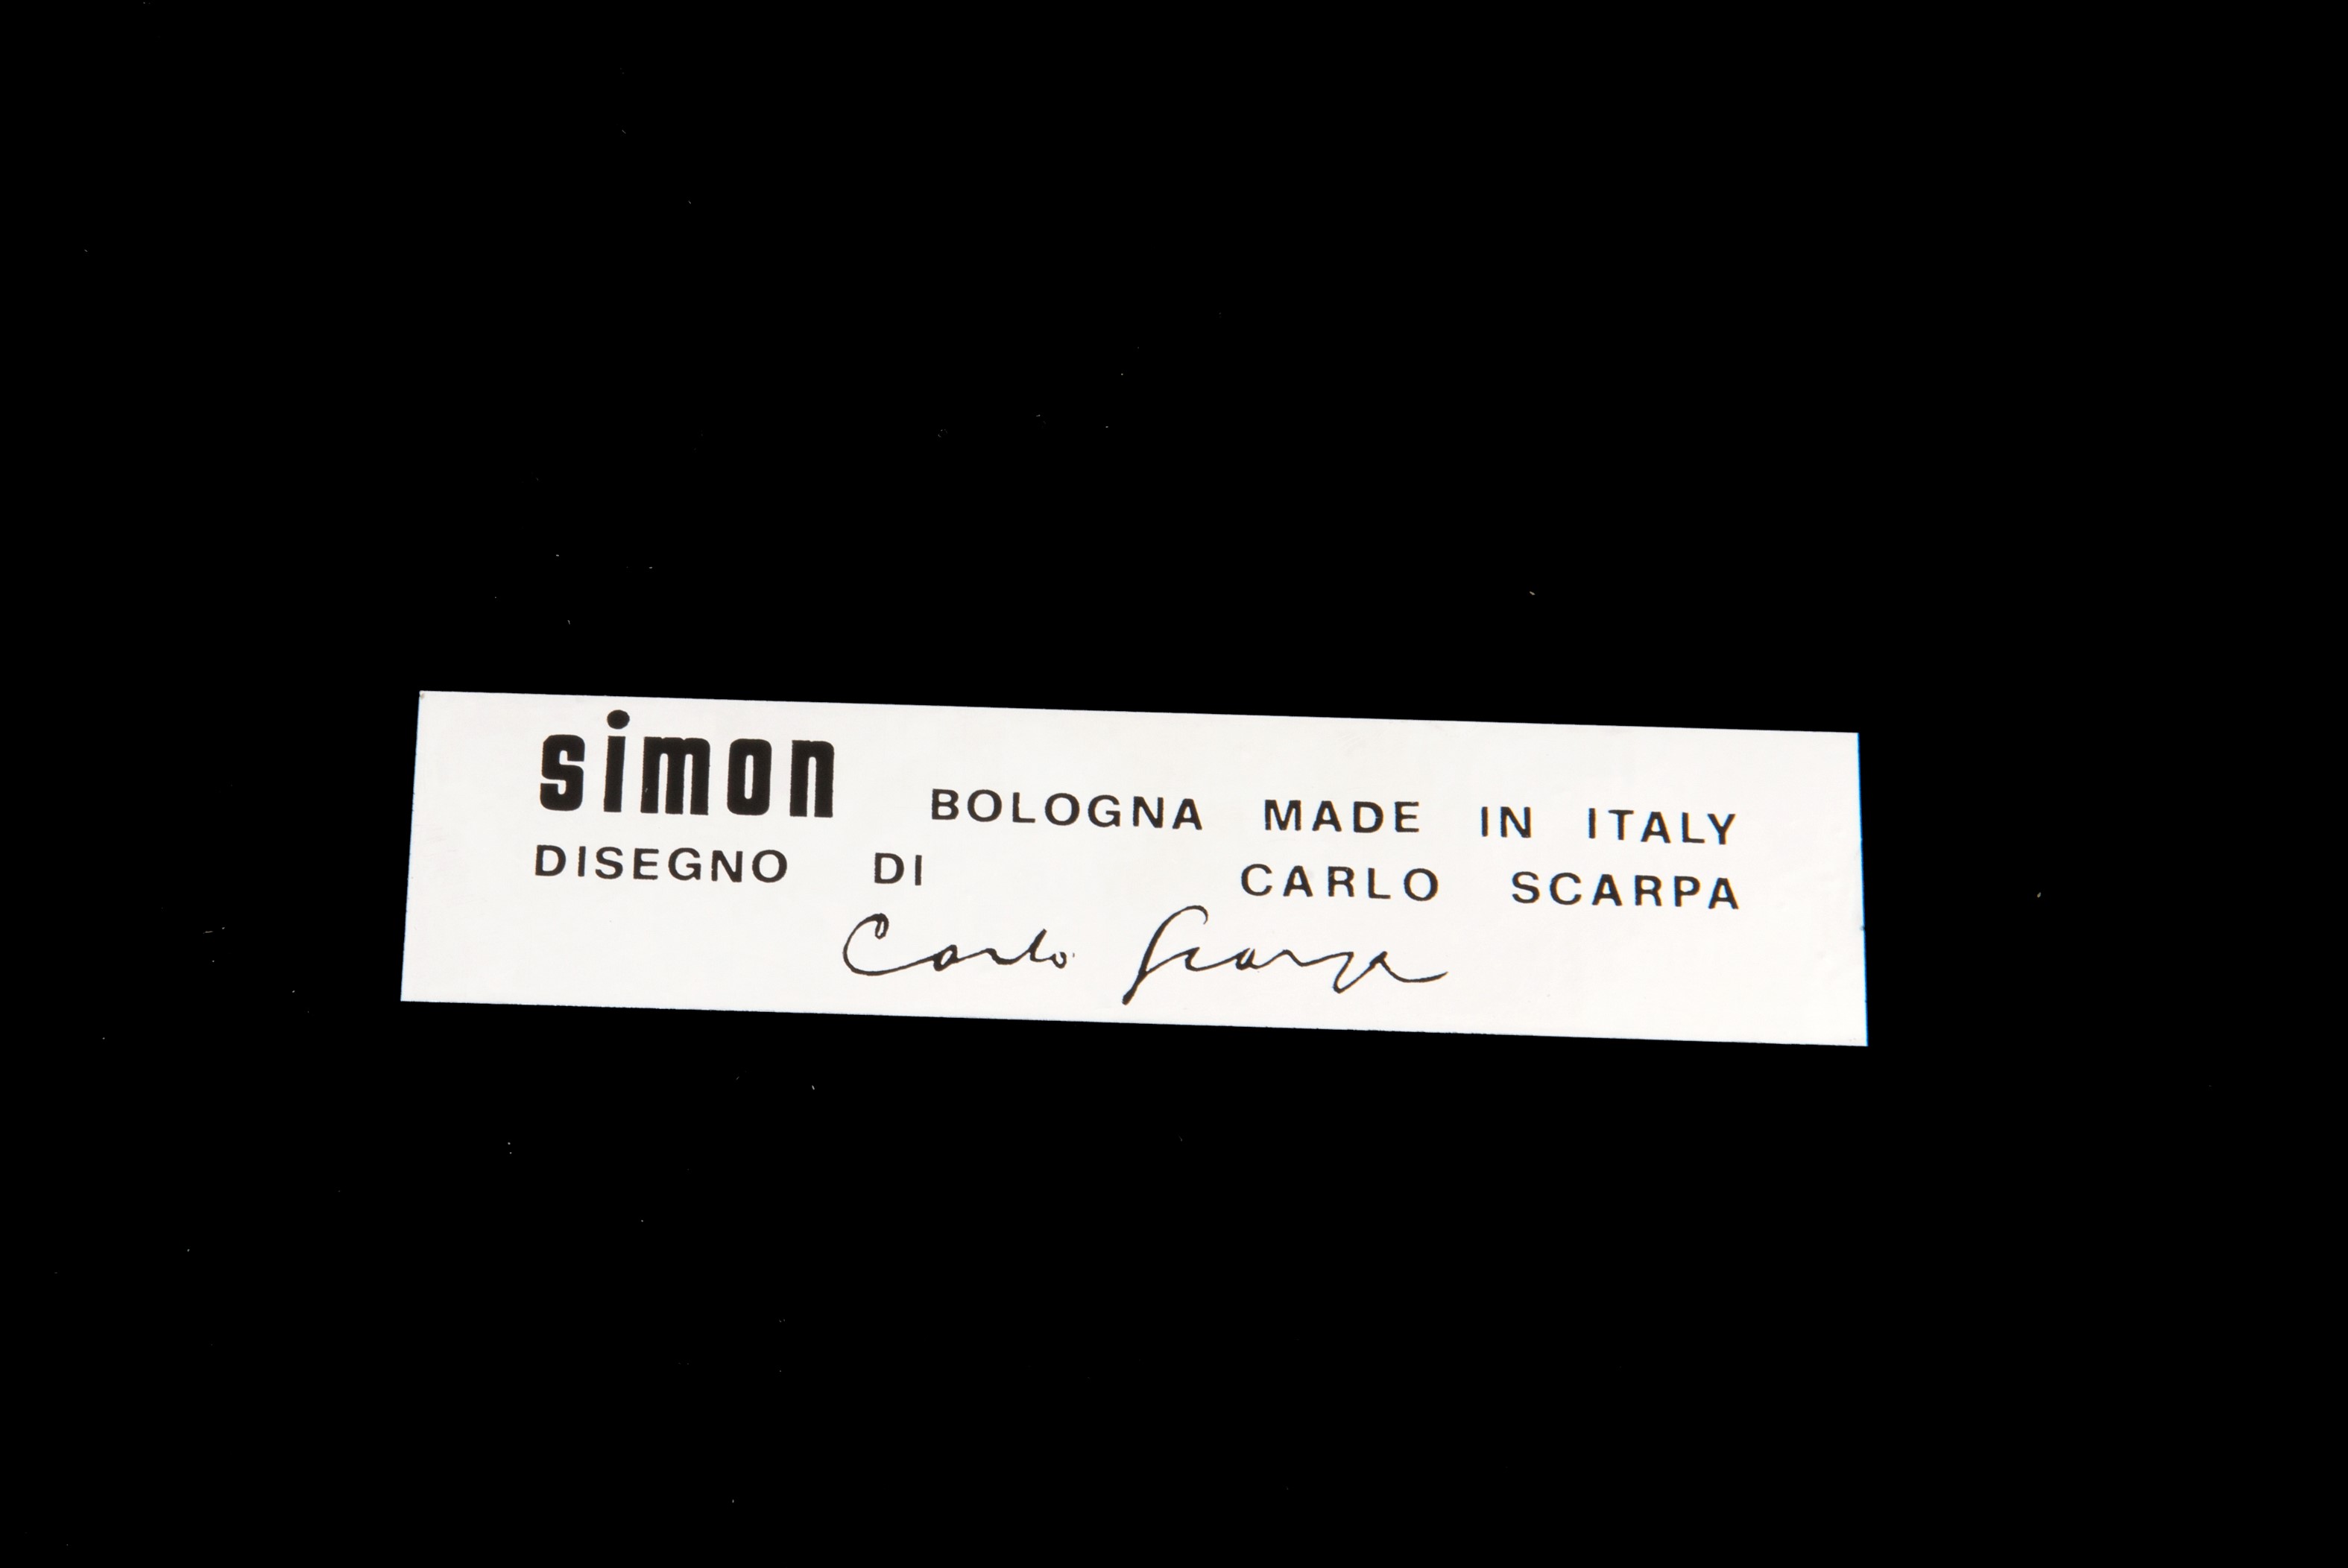 simon BOLOGNA MADE IN ITALY
DISEGNO DI CARLO SCARPA
Carlo Scarpa